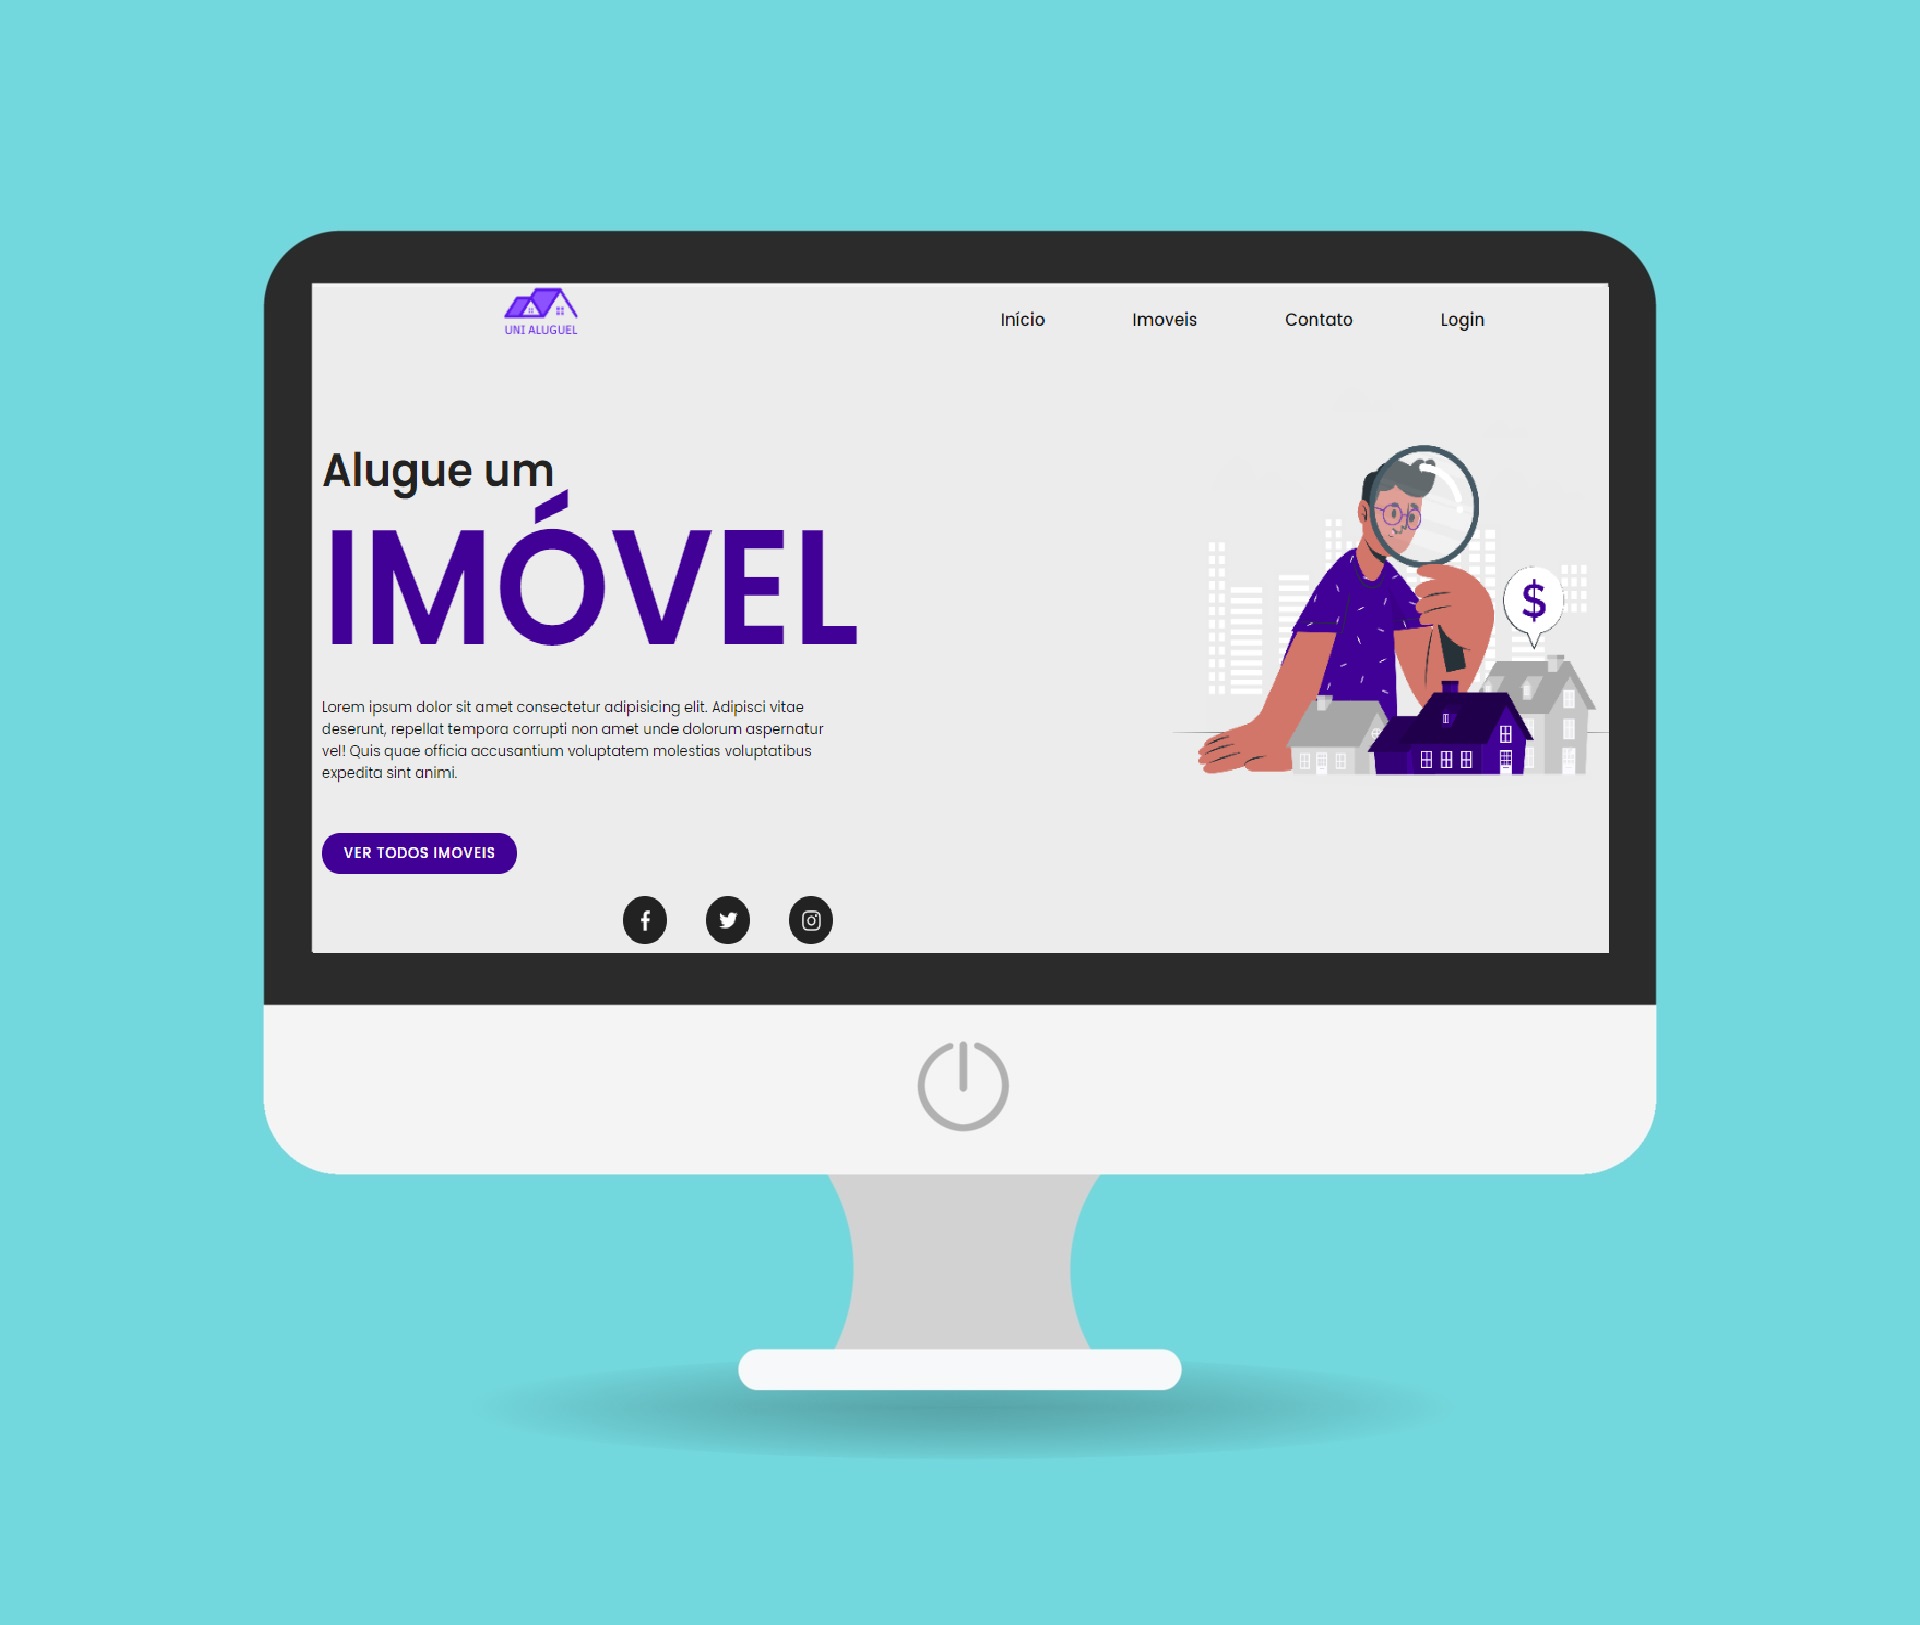 UNI ALUGUEL
Início Imoveis Contato Login
Alugue um
IMÓVEL
Lorem ipsum dolor sit amet consectetur adipisicing elit. Adipisci vitae
deserunt, repellat tempora corrupti non amet unde dolorum aspernatur
vel! Quis quae officia accusantium voluptatem molestias voluptatibus
expedita sint animi.
$
VER TODOS IMOVEIS